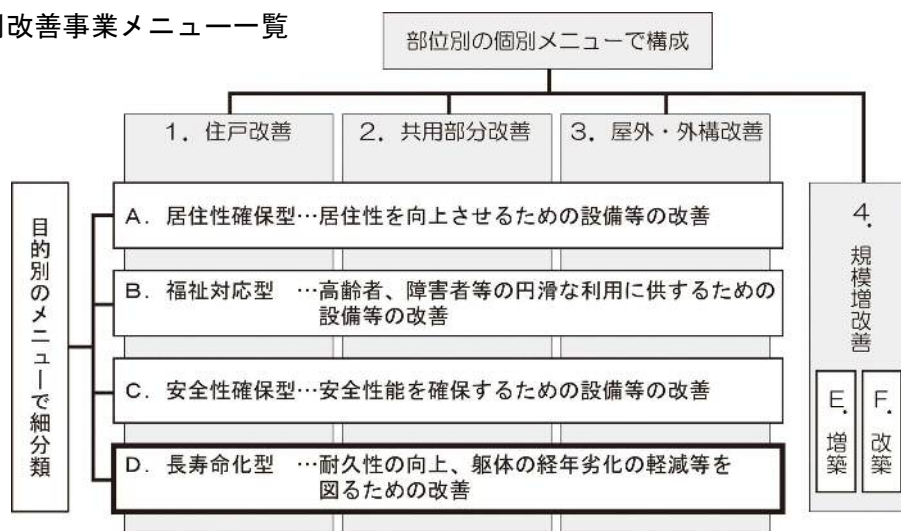 改善事業メニュー一覧
部位別の個別メニューで構成
1. 住戸改善
2. 共用部分改善
3. 屋外・外構改善
目的別のメニューで細分類
A. 居住性確保型…居住性を向上させるための設備等の改善
B. 福祉対応型 …高齢者、障害者等の円滑な利用に供するための
設備等の改善
C. 安全性確保型…安全性能を確保するための設備等の改善
D. 長寿命化型 …耐久性の向上、躯体の経年劣化の軽減等を
図るための改善
4. 規模増改善
E. 増築
F. 改築